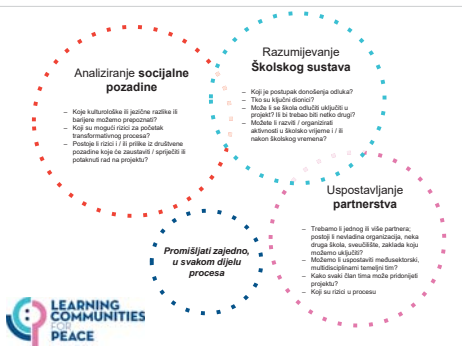 Analiziranje socijalne
pozadine
– Koje kulturološke ili jezične razlike ili
barijere možemo prepoznati?
– Koji su mogući rizici za početak
transformativnog procesa?
– Postoje li rizici i / ili prilike iz društvene
pozadine koje će zaustaviti / spriječiti ili
potaknuti rad na projektu?
Razumijevanje
Školskog sustava
– Koji je postupak donošenja odluka?
– Tko su ključni dionici?
– Može li se škola odlučiti uključiti u
projekt? Ili bi trebao biti netko drugi?
– Možete li razviti / organizirati
aktivnosti u školsko vrijeme i / ili
nakon školskog vremena?
Uspostavljanje
partnerstva
– Trebamo li jednog ili više partnera;
postoji li nevladina organizacija, neka
druga škola, sveučilište, zaklada koju
možemo uključiti?
– Možemo li uspostaviti međusektorski,
multidisciplinarni temeljni tim?
– Kako svaki član tima može pridonijeti
projektu?
– Koji su rizici u procesu
Promišljati zajedno,
u svakom dijelu
procesa
LEARNING
COMMUNITIES
FOR
PEACE